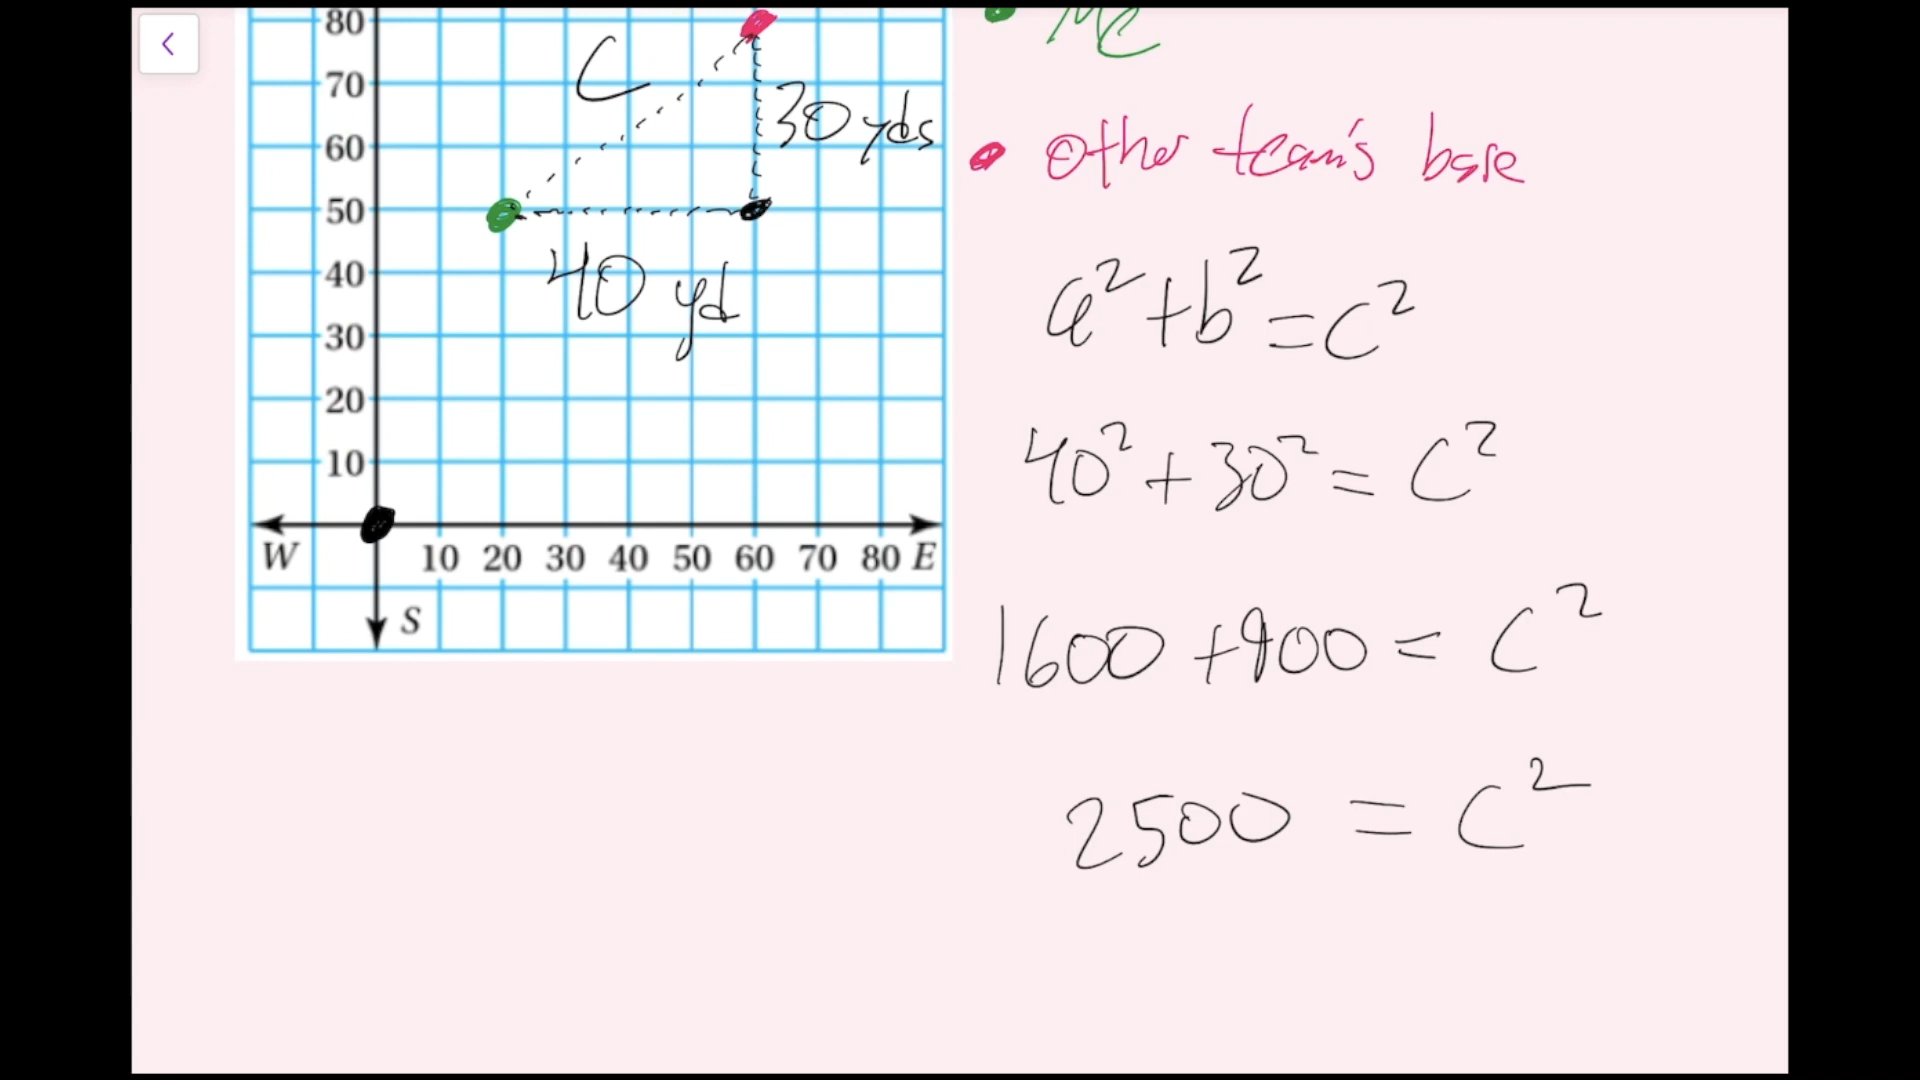 80
C
Me
70
30 yds
60
Other team's base
50
40
40 yd
a²+b²=c²
30
20
40²+30²=c²
10
W 10 20 30 40 50 60 70 80 E
S
1600+900=c²
2500=c²